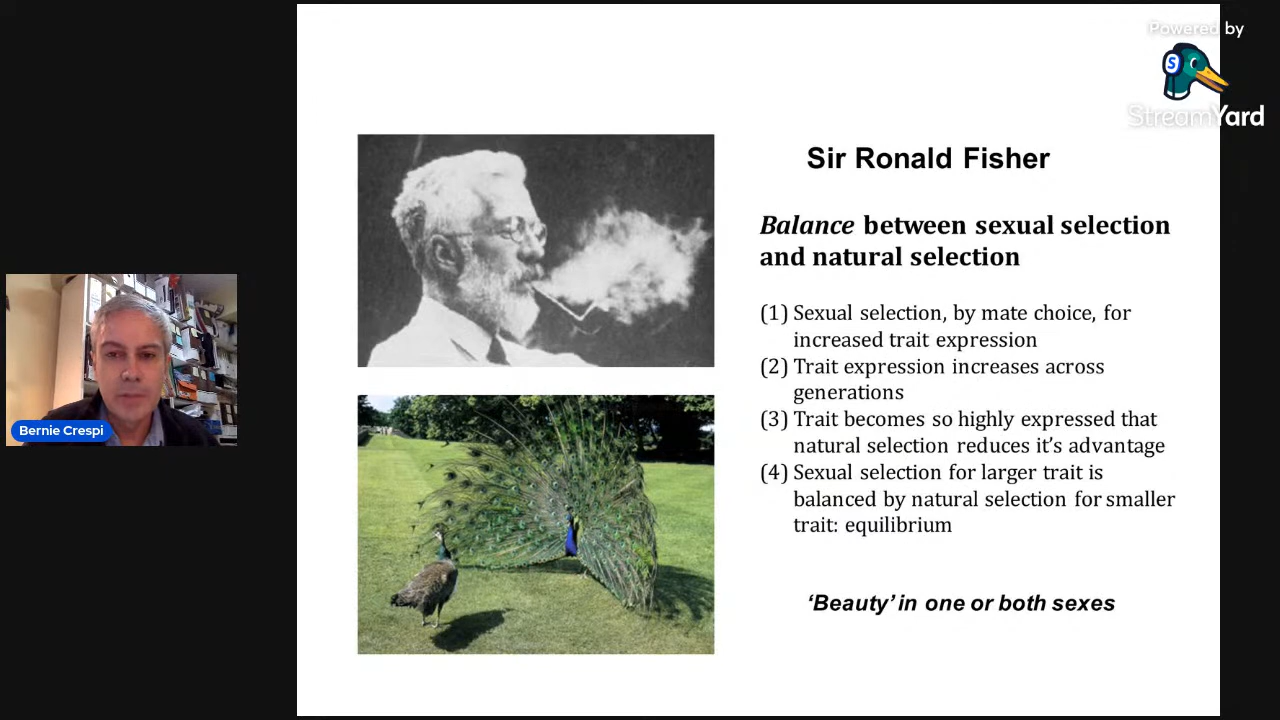 Powered by
S
StreamYard
Sir Ronald Fisher
Balance between sexual selection
and natural selection
(1) Sexual selection, by mate choice, for
increased trait expression
(2) Trait expression increases across
generations
(3) Trait becomes so highly expressed that
natural selection reduces it's advantage
(4) Sexual selection for larger trait is
balanced by natural selection for smaller
trait: equilibrium
'Beauty' in one or both sexes
Bernie Crespi